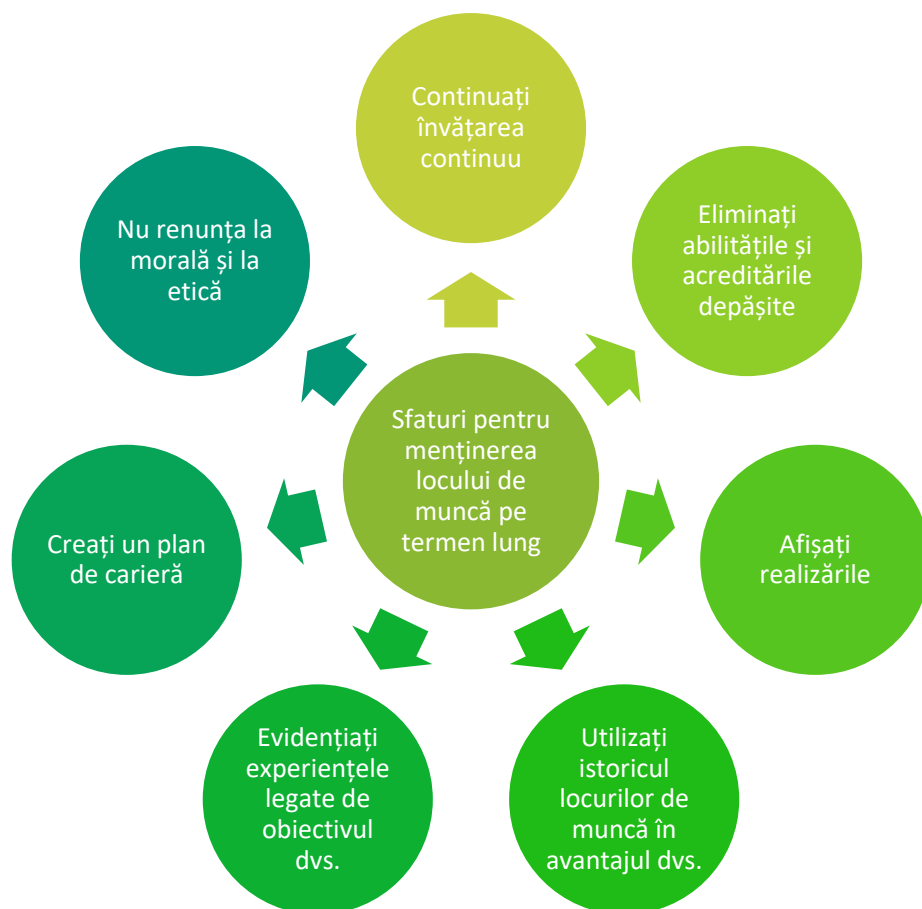 Continuați
învățarea
continuu
Eliminați
abilitățile și
acreditările
depășite
Afișați
realizările
Utilizați
istoricul
locurilor de
muncă în
avantajul dvs.
Evidențiați
experiențele
legate de
obiectivul
dvs.
Creați un plan
de carieră
Nu renunța la
morală și la
etică
Sfaturi pentru
menținerea
locului de
muncă pe
termen lung